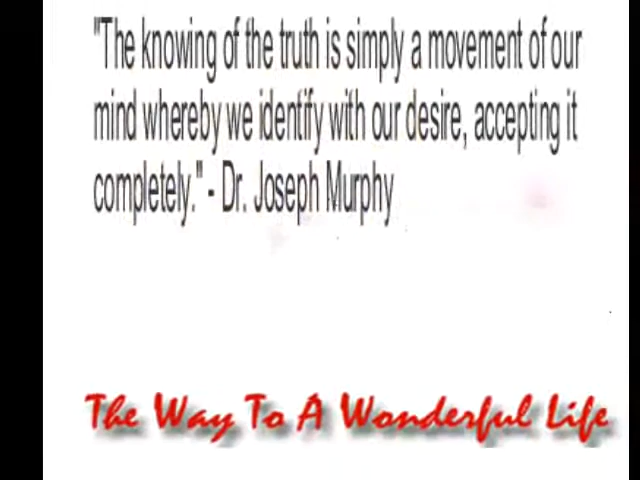 "The knowing of the truth is simply a movement of our
mind whereby we identify with our desire, accepting it
completely." - Dr. Joseph Murphy
The Way To A Wonderful Life